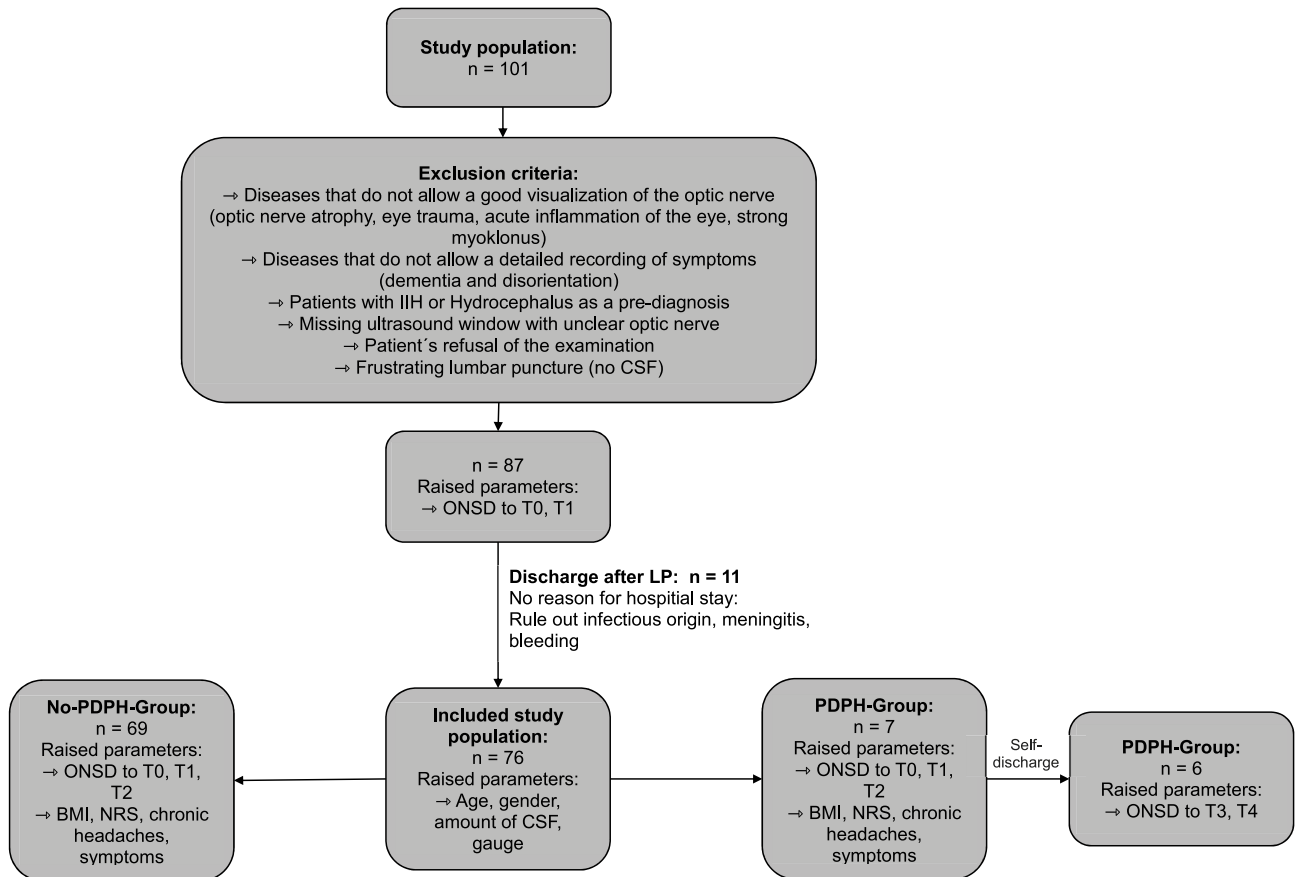 Study population:
n = 101
Exclusion criteria:
→ Diseases that do not allow a good visualization of the optic nerve
(optic nerve atrophy, eye trauma, acute inflammation of the eye, strong
myoklonus)
→ Diseases that do not allow a detailed recording of symptoms
(dementia and disorientation)
→ Patients with IIH or Hydrocephalus as a pre-diagnosis
→ Missing ultrasound window with unclear optic nerve
→ Patient´s refusal of the examination
→ Frustrating lumbar puncture (no CSF)
n = 87
Raised parameters:
→ ONSD to T0, T1
Discharge after LP: n = 11
No reason for hospitial stay:
Rule out infectious origin, meningitis,
bleeding
No-PDPH-Group:
n = 69
Raised parameters:
→ ONSD to T0, T1,
T2
→ BMI, NRS, chronic
headaches,
symptoms
Included study
population:
n = 76
Raised parameters:
→ Age, gender,
amount of CSF,
gauge
PDPH-Group:
n = 7
Raised parameters:
→ ONSD to T0, T1,
T2
→ BMI, NRS, chronic
headaches,
symptoms
Self-
discharge
PDPH-Group:
n = 6
Raised parameters:
→ ONSD to T3, T4